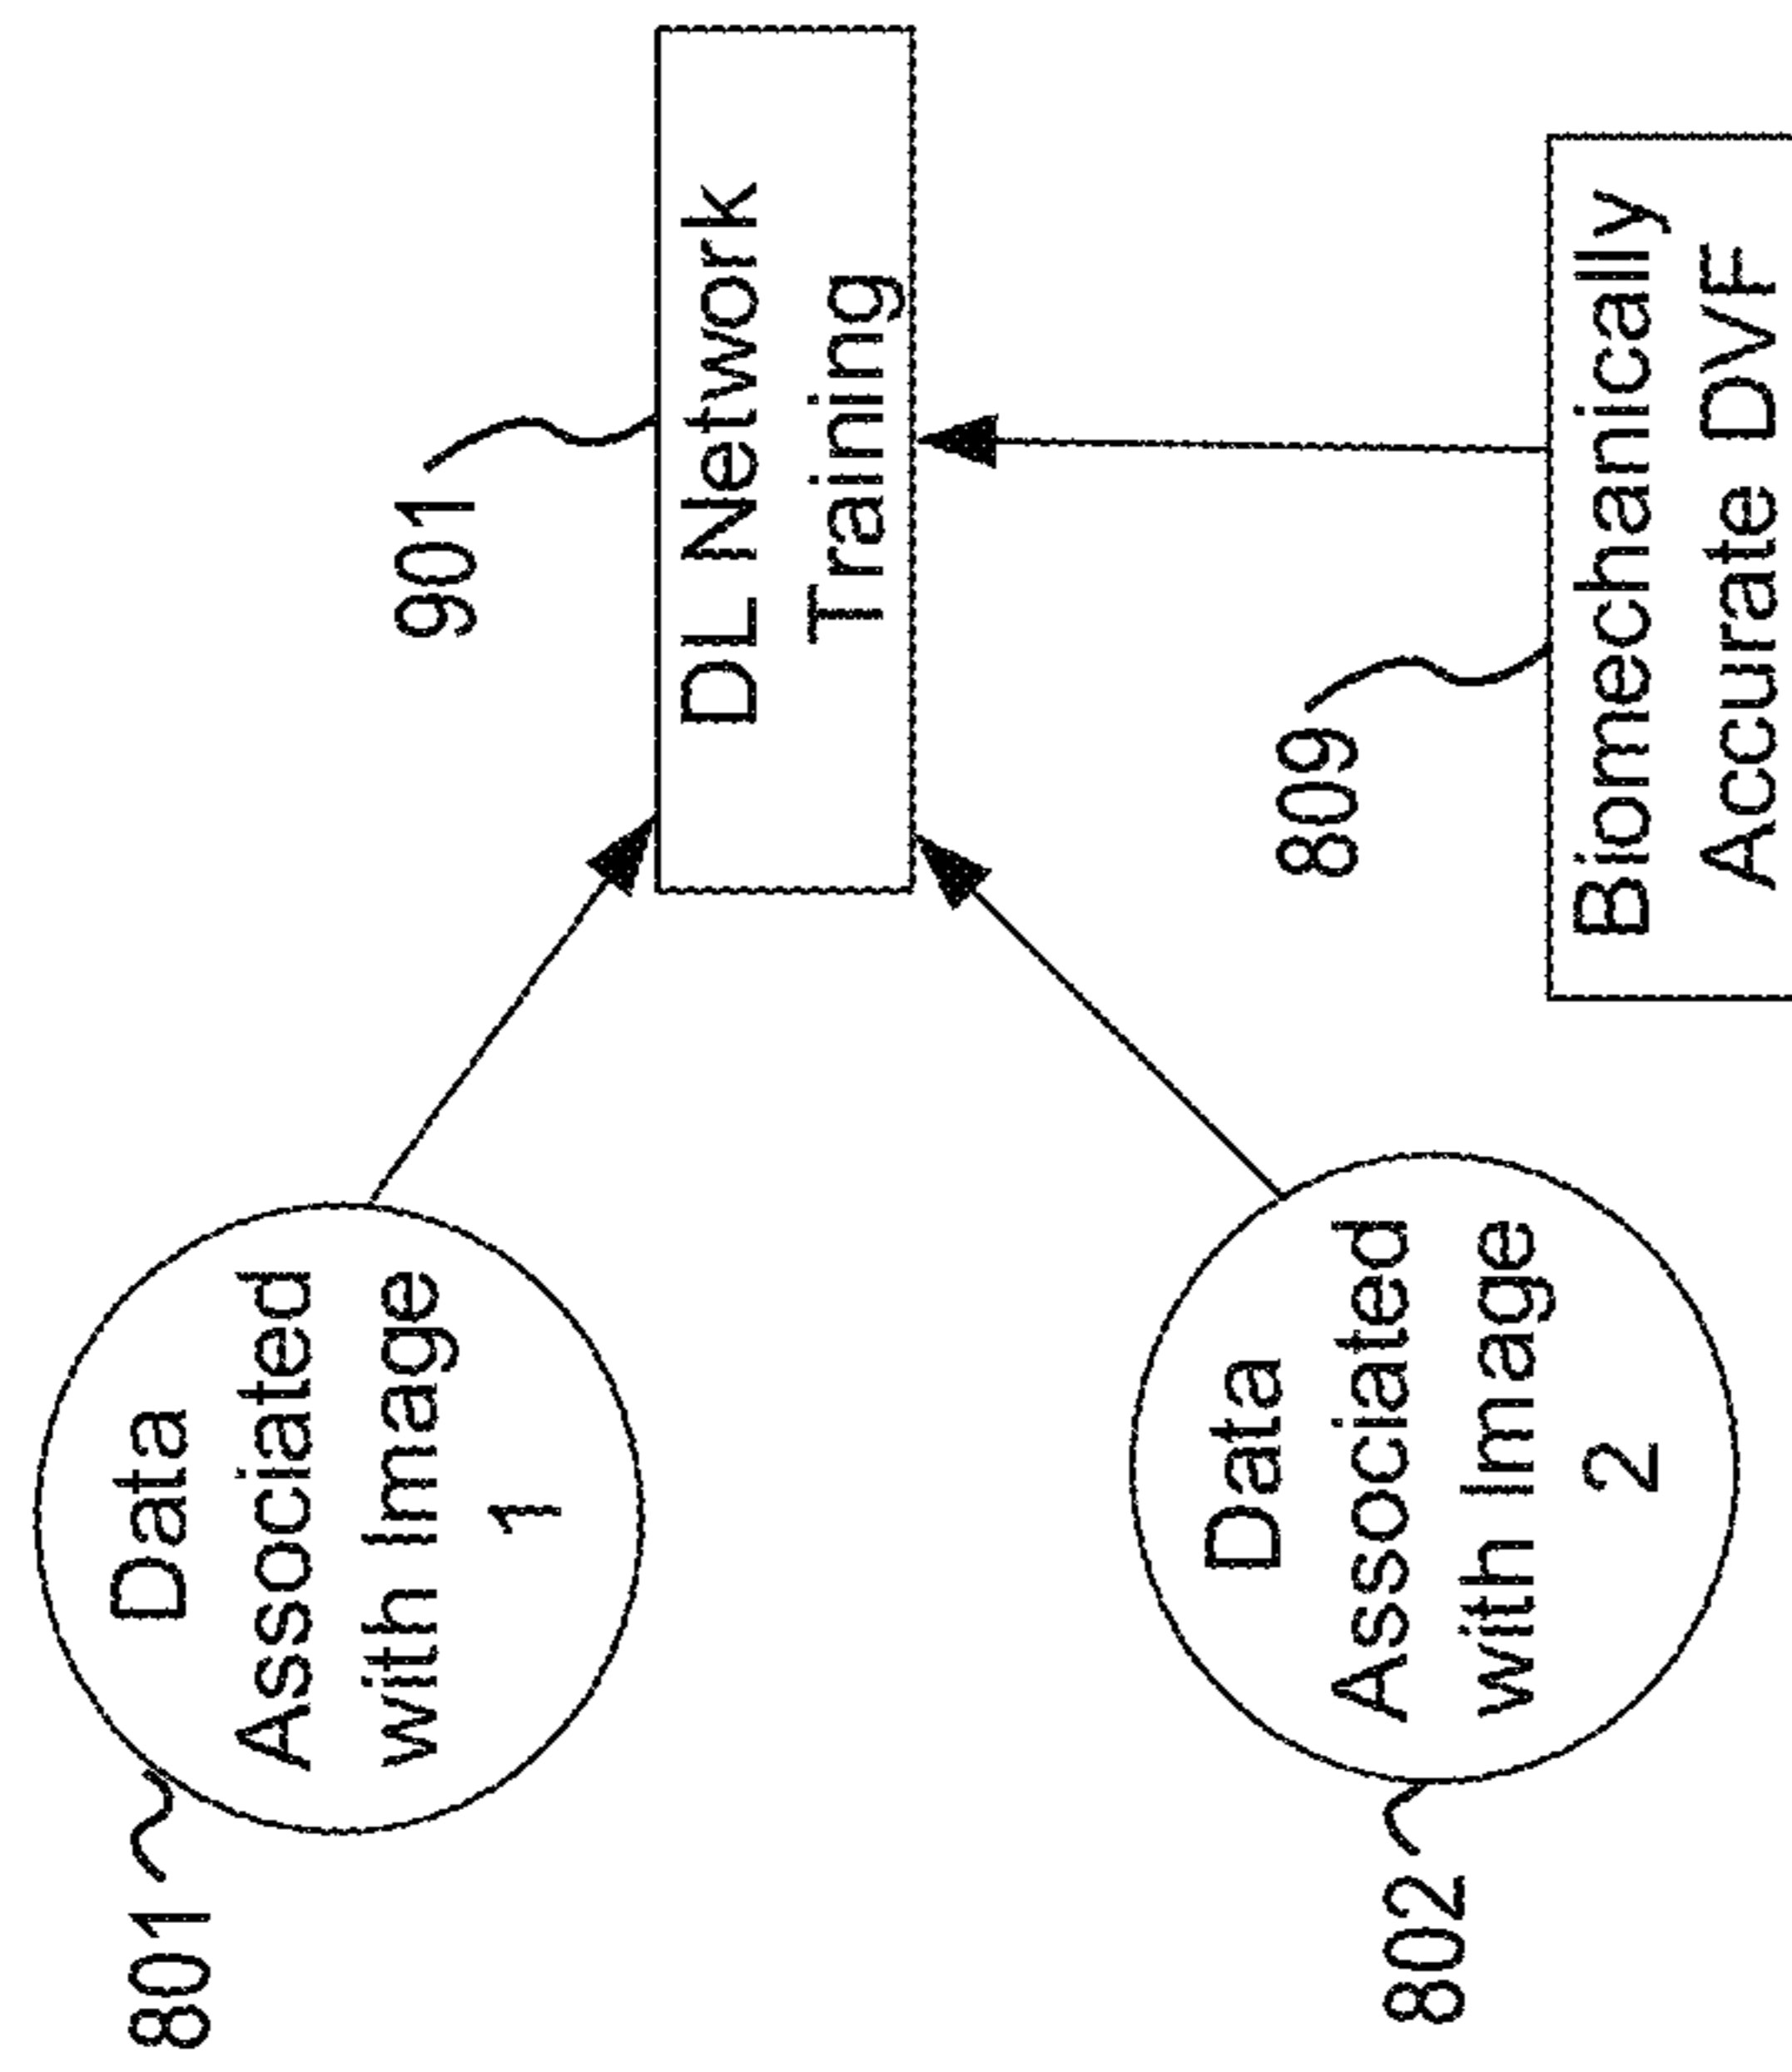 801
Data
Associated
with Image
1
901
DL Network
Training
802
Data
Associated
with Image
2
809
Biomechanically
Accurate DVF